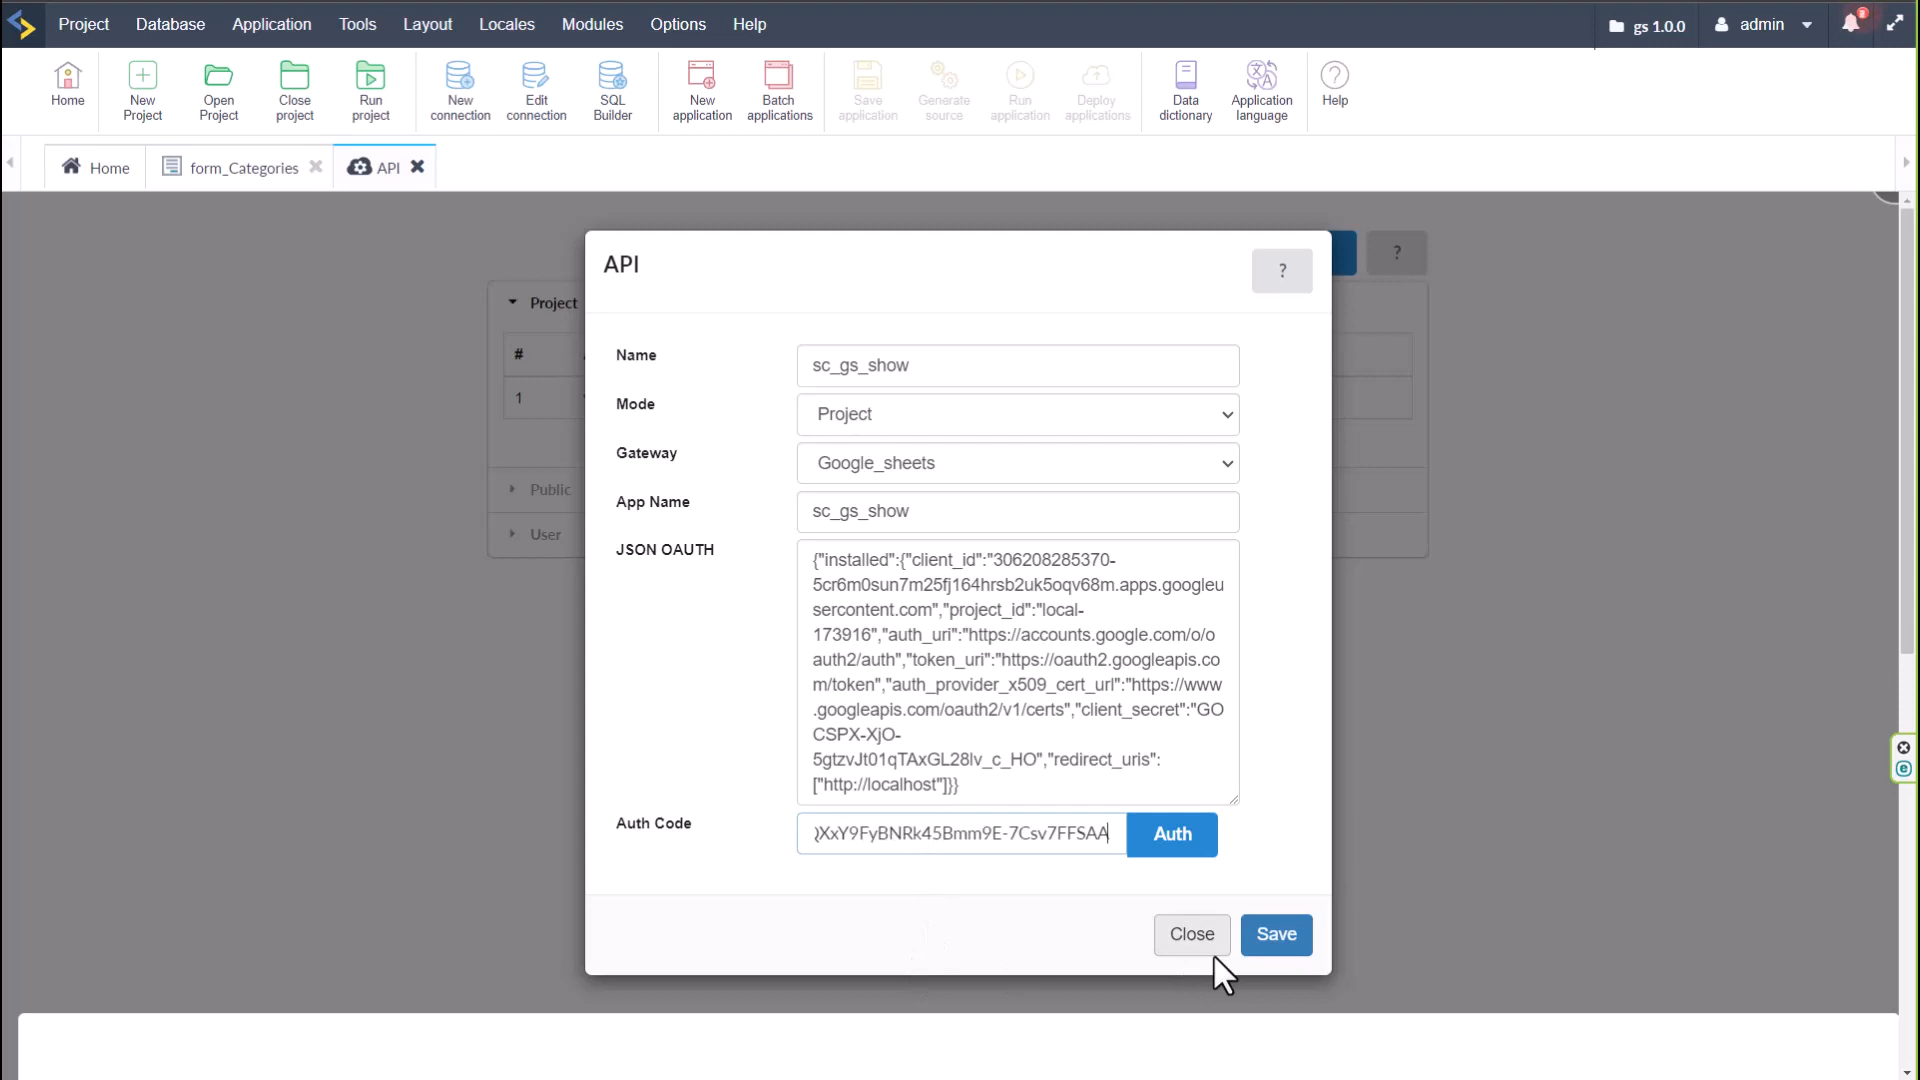 Project Database Application Tools Layout Locales Modules Options Help gs 1.0.0 admin
Home New Project Open Project Close project Run project New connection Edit connection SQL Builder New application Batch applications Save application Generate source Run application Deploy applications Data dictionary Application language Help
Home form_Categories API
API ?
?
Project
#
1
Public
User
Name sc_gs_show
Mode Project
Gateway Google_sheets
App Name sc_gs_show
JSON OAUTH
{"installed":{"client_id":"306208285370-
5cr6m0sun7m25fj164hrsb2uk5oqv68m.apps.googleu
sercontent.com","project_id":"local-
173916","auth_uri":"https://accounts.google.com/o/o
auth2/auth","token_uri":"https://oauth2.googleapis.co
m/token","auth_provider_x509_cert_url":"https://www
.googleapis.com/oauth2/v1/certs","client_secret":"GO
CSPX-XjO-
5gtzvJt01qTAxGL28lv_c_HO","redirect_uris":
["http://localhost"]}}
Auth Code XxY9FyBNRk45Bmm9E-7Csv7FFSAA Auth
Close Save